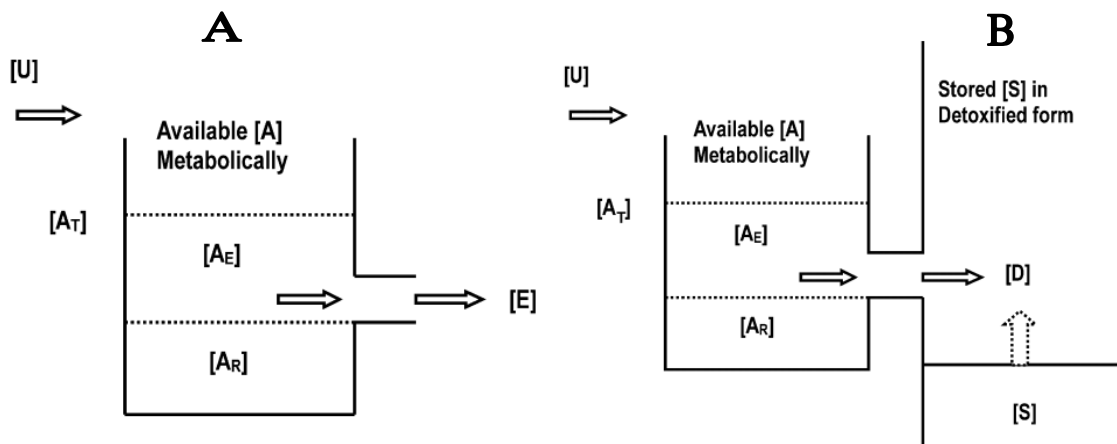 A
[U]
Available [A]
Metabolically
[AT]
[AE]
[E]
[AR]
B
[U]
Stored [S] in
Detoxified form
Available [A]
Metabolically
[AT]
[AE]
[D]
[AR]
[S]